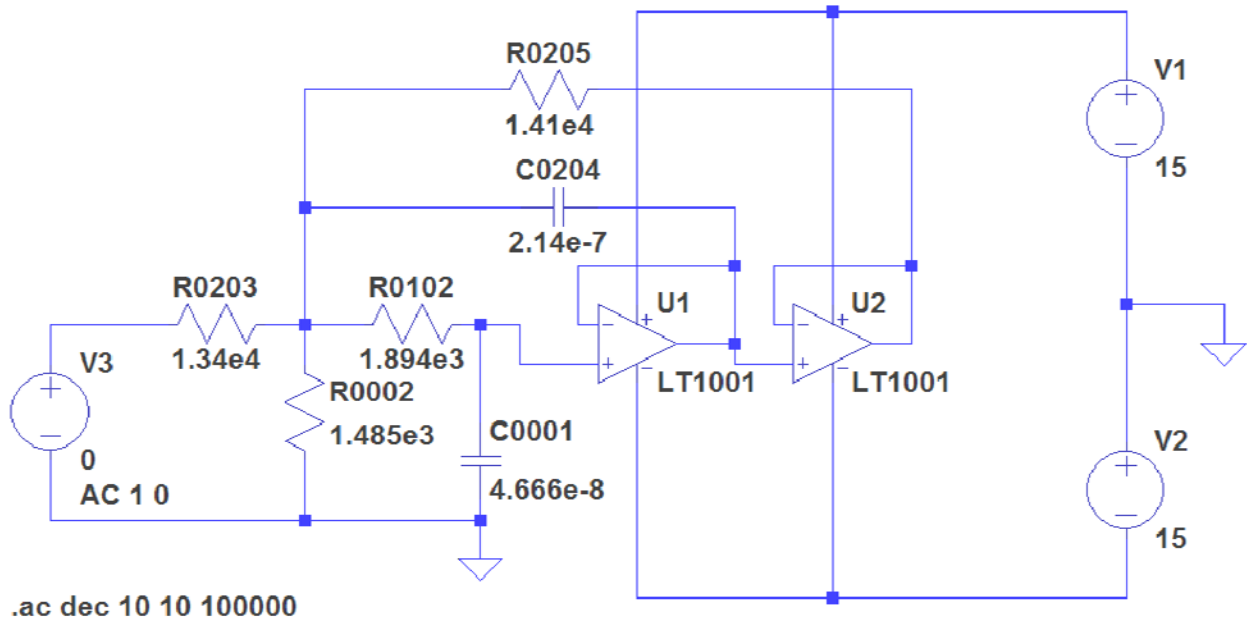 R0205
1.41e4
V1
+
−
15
C0204
2.14e-7
R0203
1.34e4
R0102
1.894e3
U1
−
+
+
−
LT1001
U2
−
+
+
−
LT1001
V3
+
−
0
AC 1 0
R0002
1.485e3
C0001
4.666e-8
V2
+
−
15
.ac dec 10 10 100000